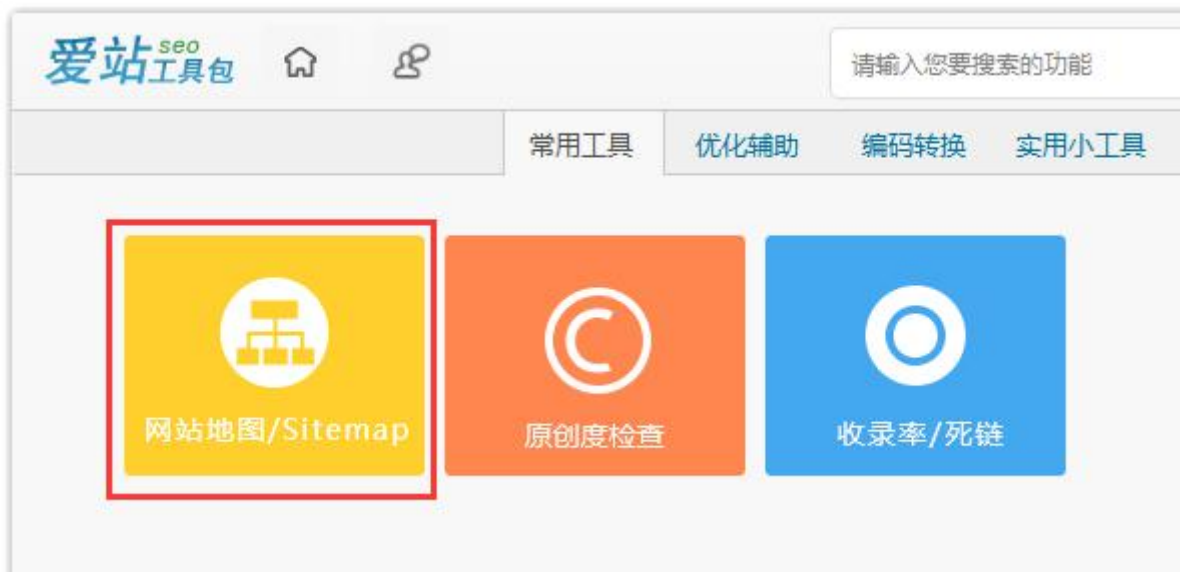 爱站seo工具包
请输入您要搜索的功能
常用工具 优化辅助 编码转换 实用小工具
网站地图/Sitemap 原创度检查 收录率/死链